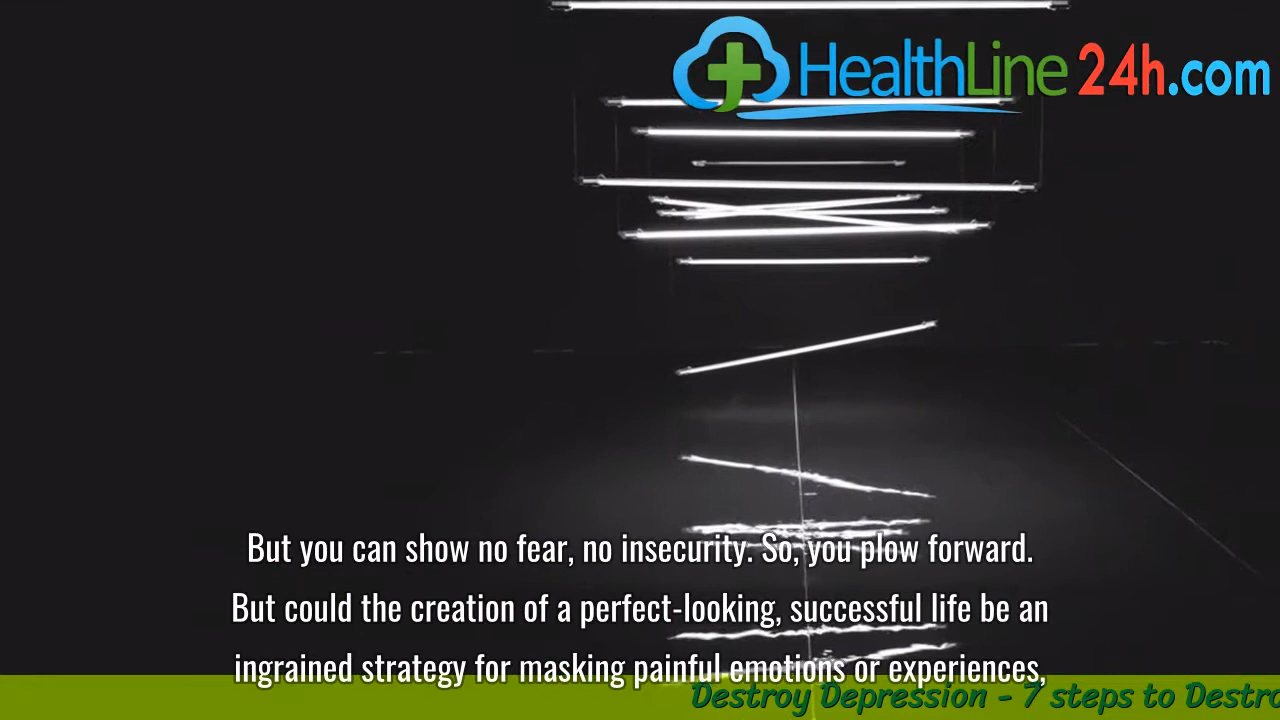 HealthLine24h.com
But you can show no fear, no insecurity. So, you plow forward.
But could the creation of a perfect-looking, successful life be an
ingrained strategy for masking painful emotions or experiences,
Destroy Depression - 7 steps to Destro